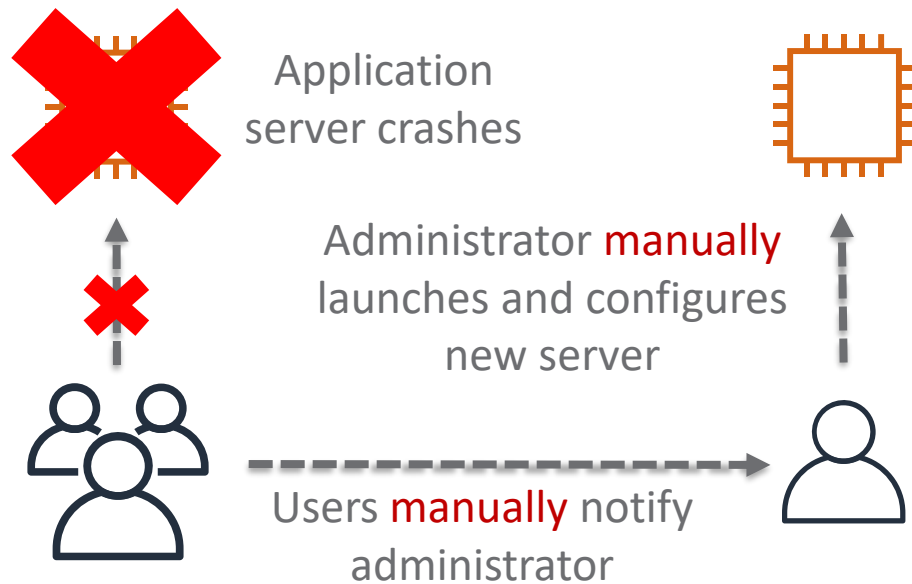 Application
server crashes
Administrator manually
launches and configures
new server
Users manually notify
administrator